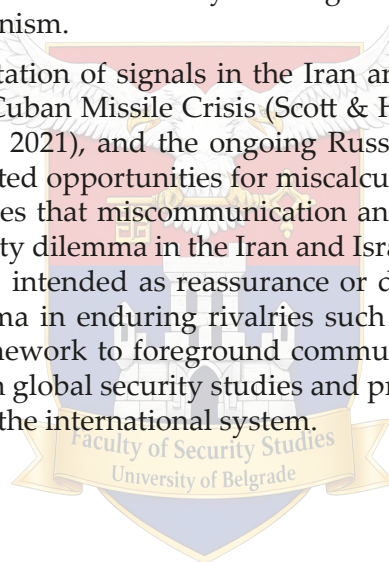 nism.
tation of signals in the Iran ar
Cuban Missile Crisis (Scott & H
2021), and the ongoing Russ
ted opportunities for miscalcu
es that miscommunication an
ty dilemma in the Iran and Isra
intended as reassurance or d
ma in enduring rivalries such
nework to foreground commu
n global security studies and pr
the international system.
Faculty of Security Studies
University of Belgrade